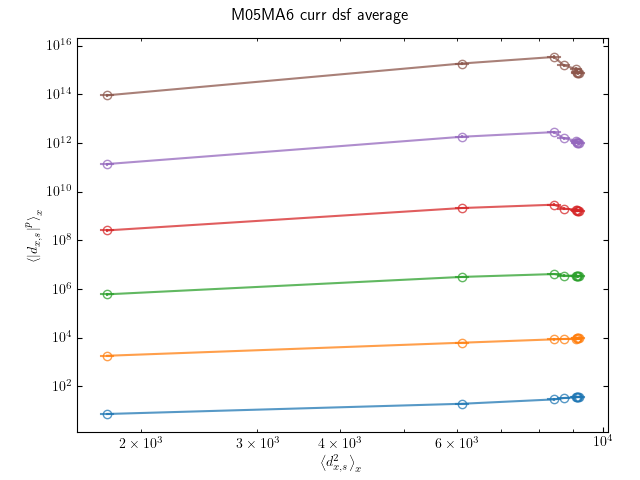 M05MA6 curr dsf average
10^16
10^14
10^12
10^10
10^8
10^6
10^4
10^2
⟨|d_{x,s}|^p⟩_x
2 × 10^3
3 × 10^3
4 × 10^3
6 × 10^3
10^4
⟨d_{x,s}^2⟩_x